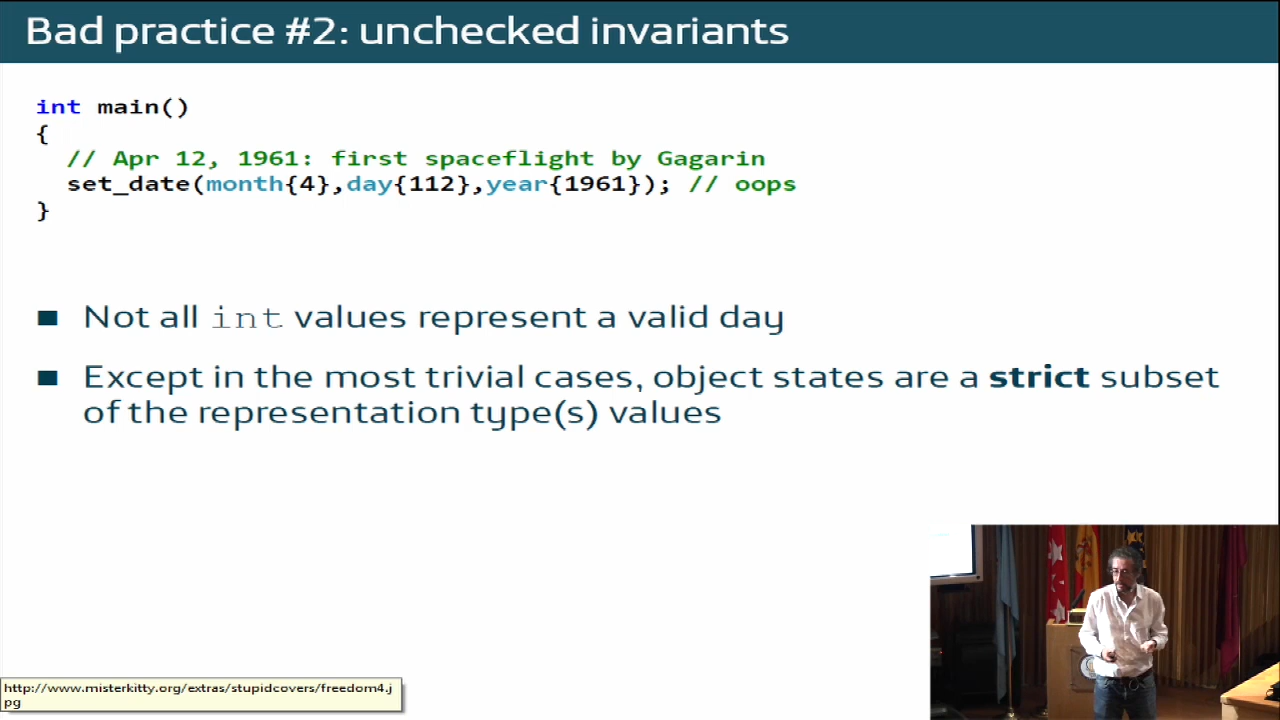 Bad practice #2: unchecked invariants
int main()
{
// Apr 12, 1961: first spaceflight by Gagarin
set_date(month{4},day{112},year{1961}); // oops
}
Not all int values represent a valid day
Except in the most trivial cases, object states are a strict subset
of the representation type(s) values
http://www.misterkitty.org/extras/stupidcovers/freedom4.j
pg